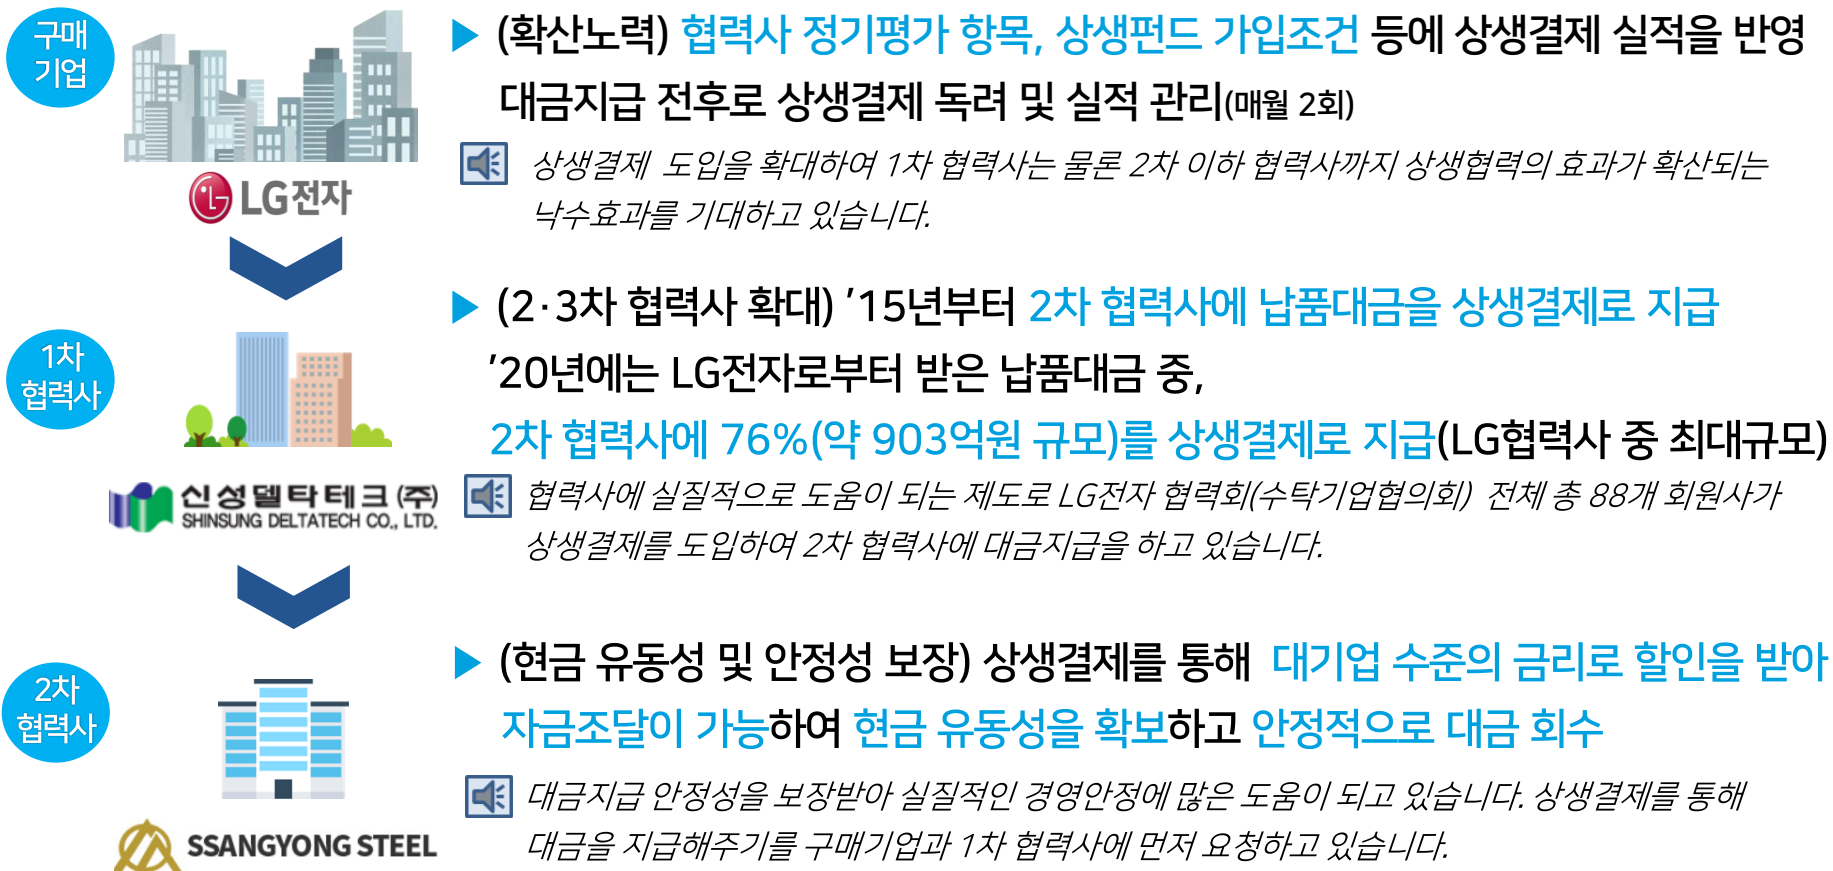 구매
기업
▶ (확산노력) 협력사 정기평가 항목, 상생펀드 가입조건 등에 상생결제 실적을 반영
대금지급 전후로 상생결제 독려 및 실적 관리(매월 2회)
상생결제 도입을 확대하여 1차 협력사는 물론 2차 이하 협력사까지 상생협력의 효과가 확산되는
낙수효과를 기대하고 있습니다.
LG전자
1차
협력사
▶ (2·3차 협력사 확대) ’15년부터 2차 협력사에 납품대금을 상생결제로 지급
’20년에는 LG전자로부터 받은 납품대금 중,
2차 협력사에 76%(약 903억원 규모)를 상생결제로 지급(LG협력사 중 최대규모)
협력사에 실질적으로 도움이 되는 제도로 LG전자 협력회(수탁기업협의회) 전체 총 88개 회원사가
상생결제를 도입하여 2차 협력사에 대금지급을 하고 있습니다.
신성델타테크(주)
SHINSUNG DELTATECH CO., LTD.
2차
협력사
▶ (현금 유동성 및 안정성 보장) 상생결제를 통해 대기업 수준의 금리로 할인을 받아
자금조달이 가능하여 현금 유동성을 확보하고 안정적으로 대금 회수
대금지급 안정성을 보장받아 실질적인 경영안정에 많은 도움이 되고 있습니다. 상생결제를 통해
대금을 지급해주기를 구매기업과 1차 협력사에 먼저 요청하고 있습니다.
SSANGYONG STEEL